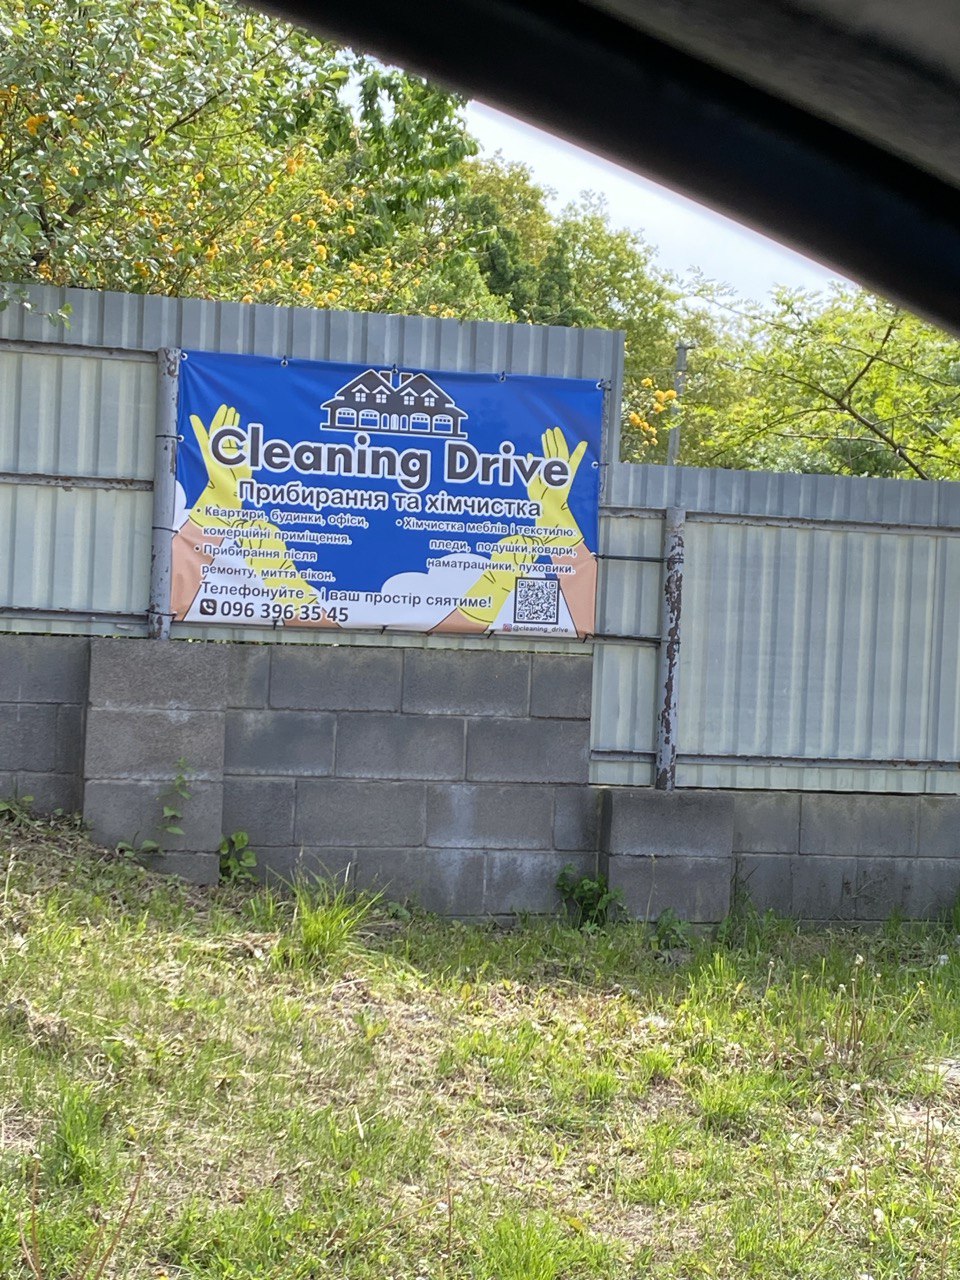 Cleaning Drive
Прибирання та хімчистка
• Квартири, будинки, офіси,
комерційні приміщення.
• Прибирання після
ремонту, миття вікон.
• Хімчистка меблів і текстилю:
пледи, подушки,ковдри,
наматрацники, пуховики.
Телефонуйте – і ваш простір сяятиме!
096 396 35 45
@cleaning_drive